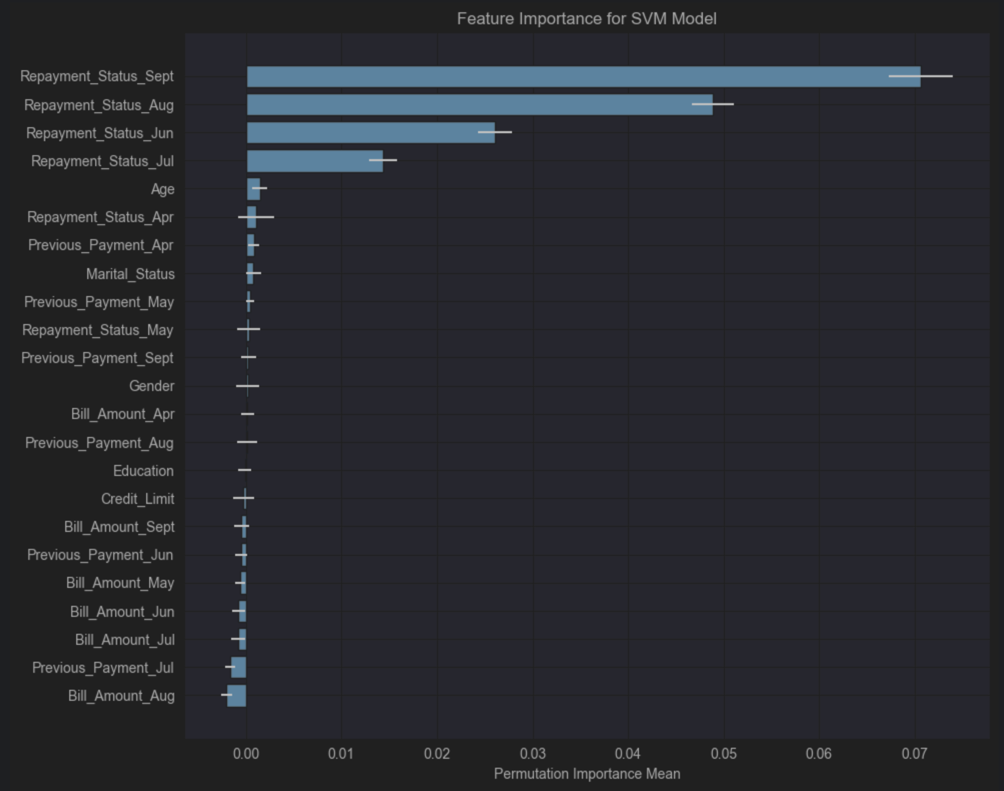 Feature Importance for SVM Model
Repayment_Status_Sept
Repayment_Status_Aug
Repayment_Status_Jun
Repayment_Status_Jul
Age
Repayment_Status_Apr
Previous_Payment_Apr
Marital_Status
Previous_Payment_May
Repayment_Status_May
Previous_Payment_Sept
Gender
Bill_Amount_Apr
Previous_Payment_Aug
Education
Credit_Limit
Bill_Amount_Sept
Previous_Payment_Jun
Bill_Amount_May
Bill_Amount_Jun
Bill_Amount_Jul
Previous_Payment_Jul
Bill_Amount_Aug
0.00 0.01 0.02 0.03 0.04 0.05 0.06 0.07
Permutation Importance Mean